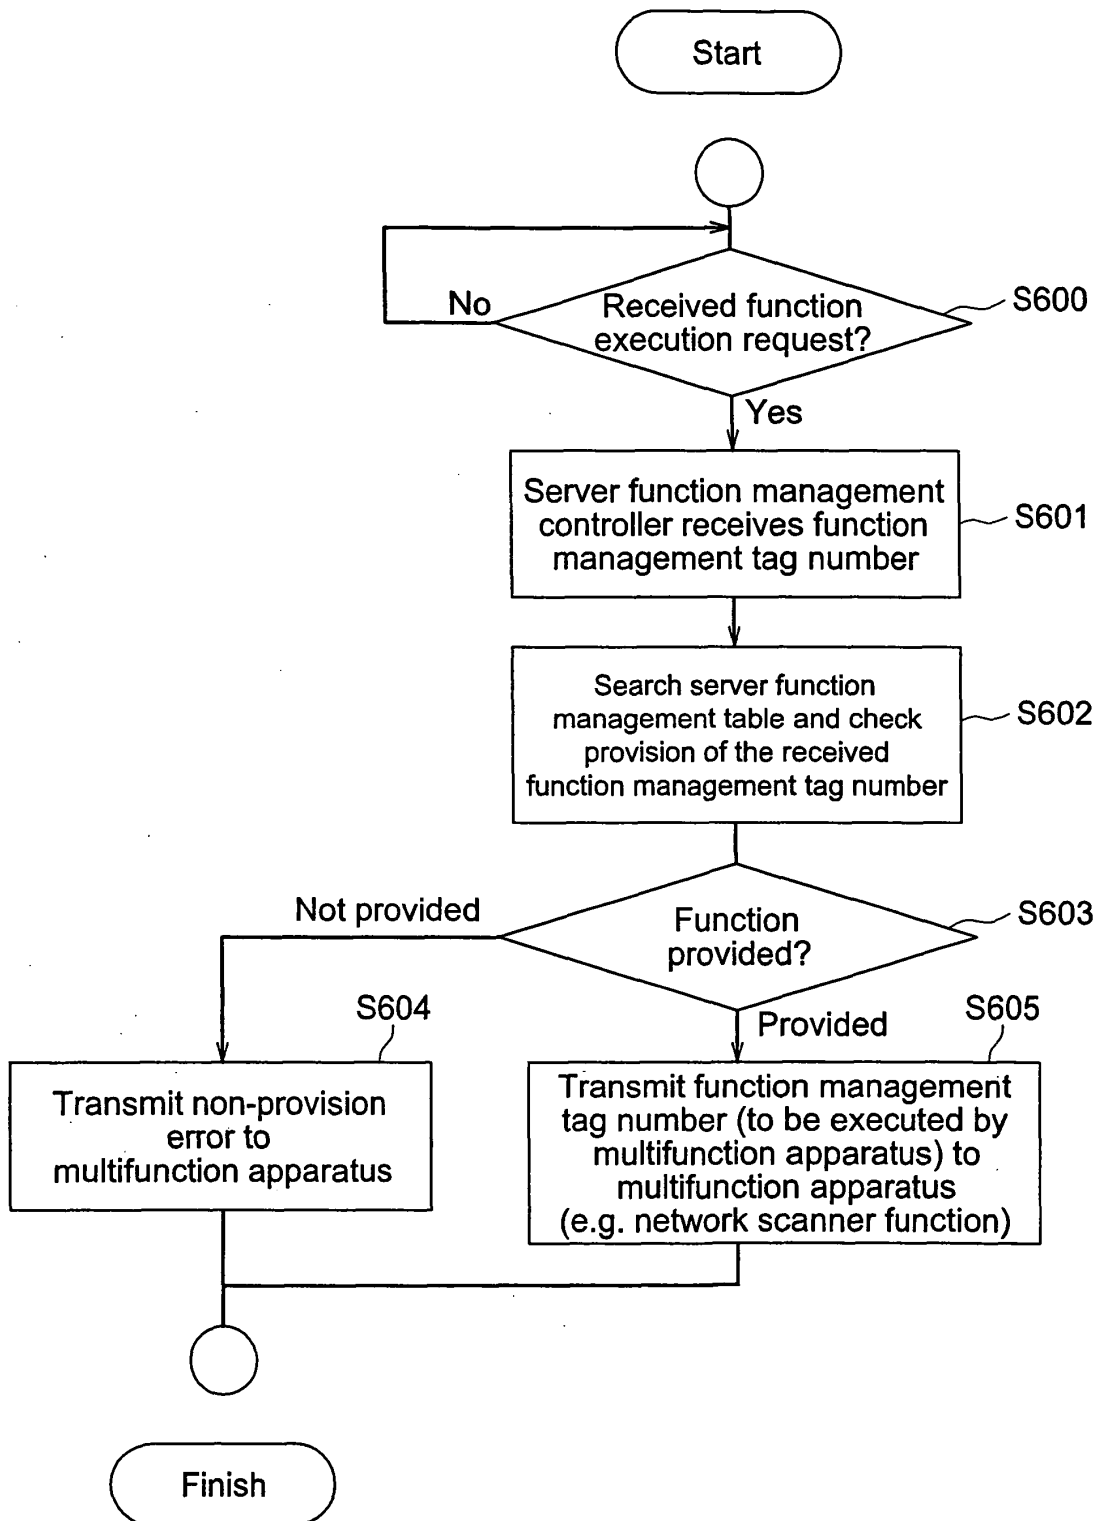 Start
Received function
execution request?
No
S600
Yes
Server function management
controller receives function
management tag number
S601
Search server function
management table and check
provision of the received
function management tag number
S602
Not provided
Function
provided?
S603
Provided
S604
S605
Transmit non-provision
error to
multifunction apparatus
Transmit function management
tag number (to be executed by
multifunction apparatus) to
multifunction apparatus
(e.g. network scanner function)
Finish